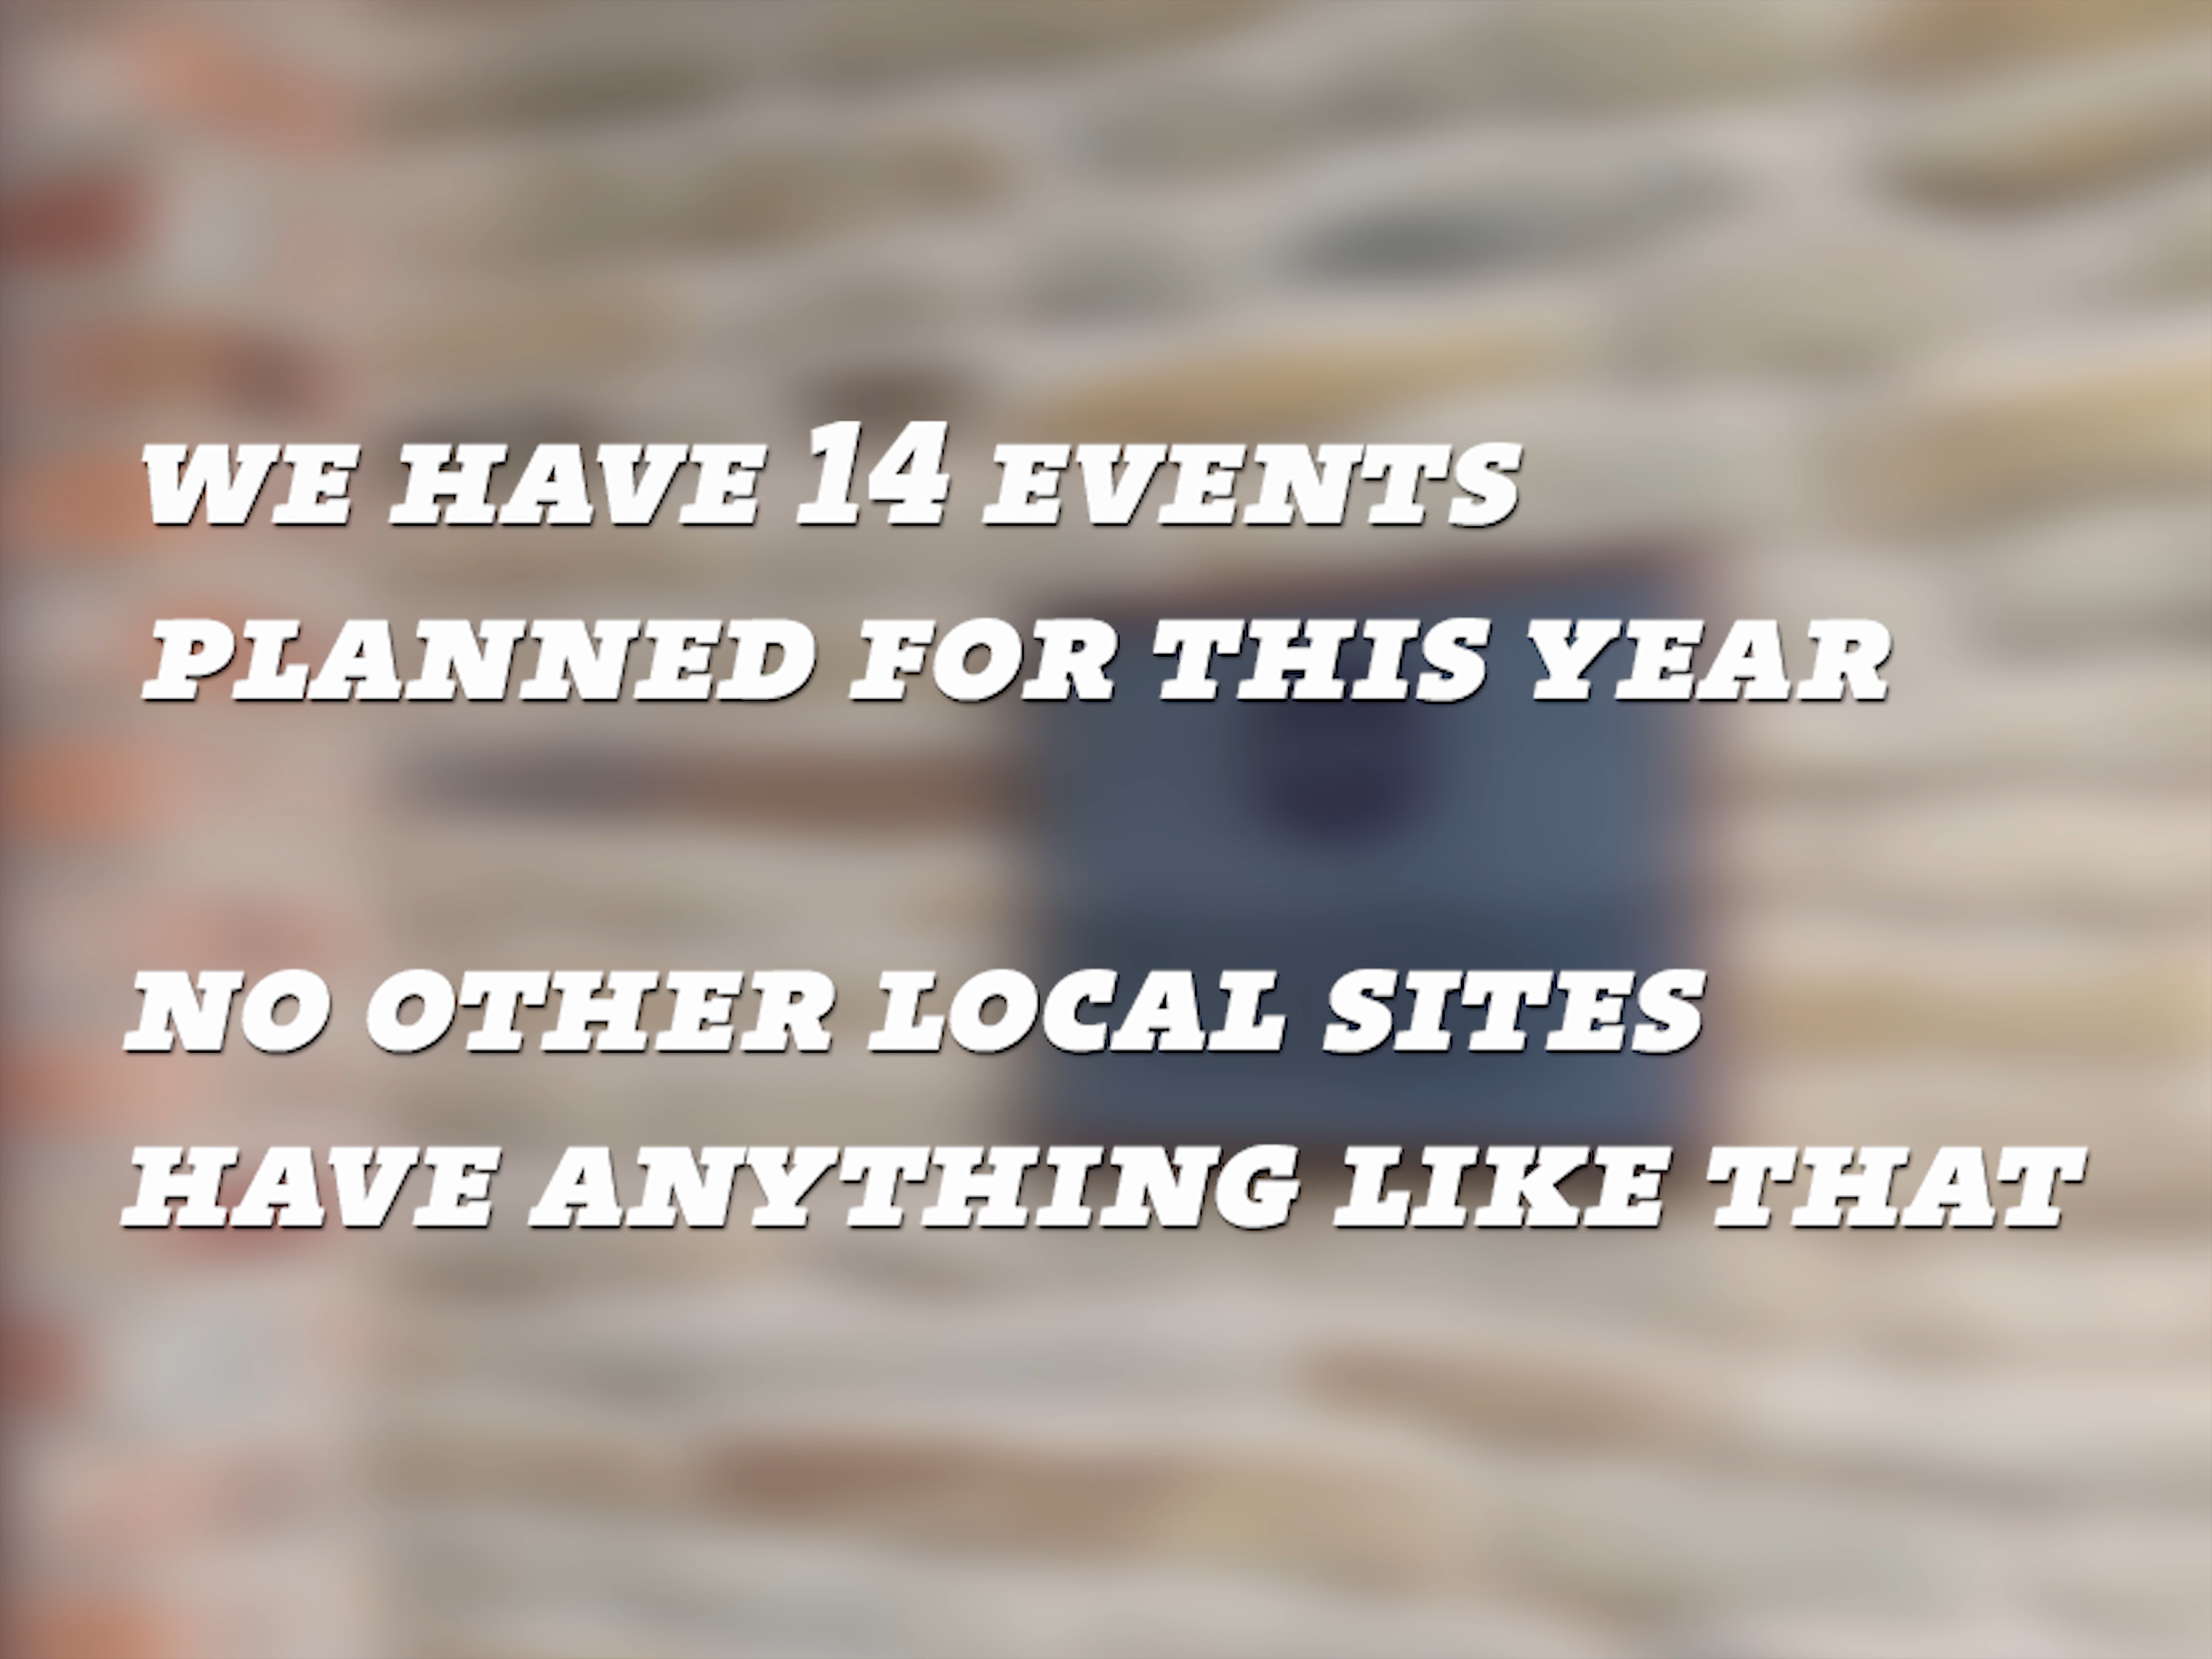 WE HAVE 14 EVENTS
PLANNED FOR THIS YEAR
NO OTHER LOCAL SITES
HAVE ANYTHING LIKE THAT